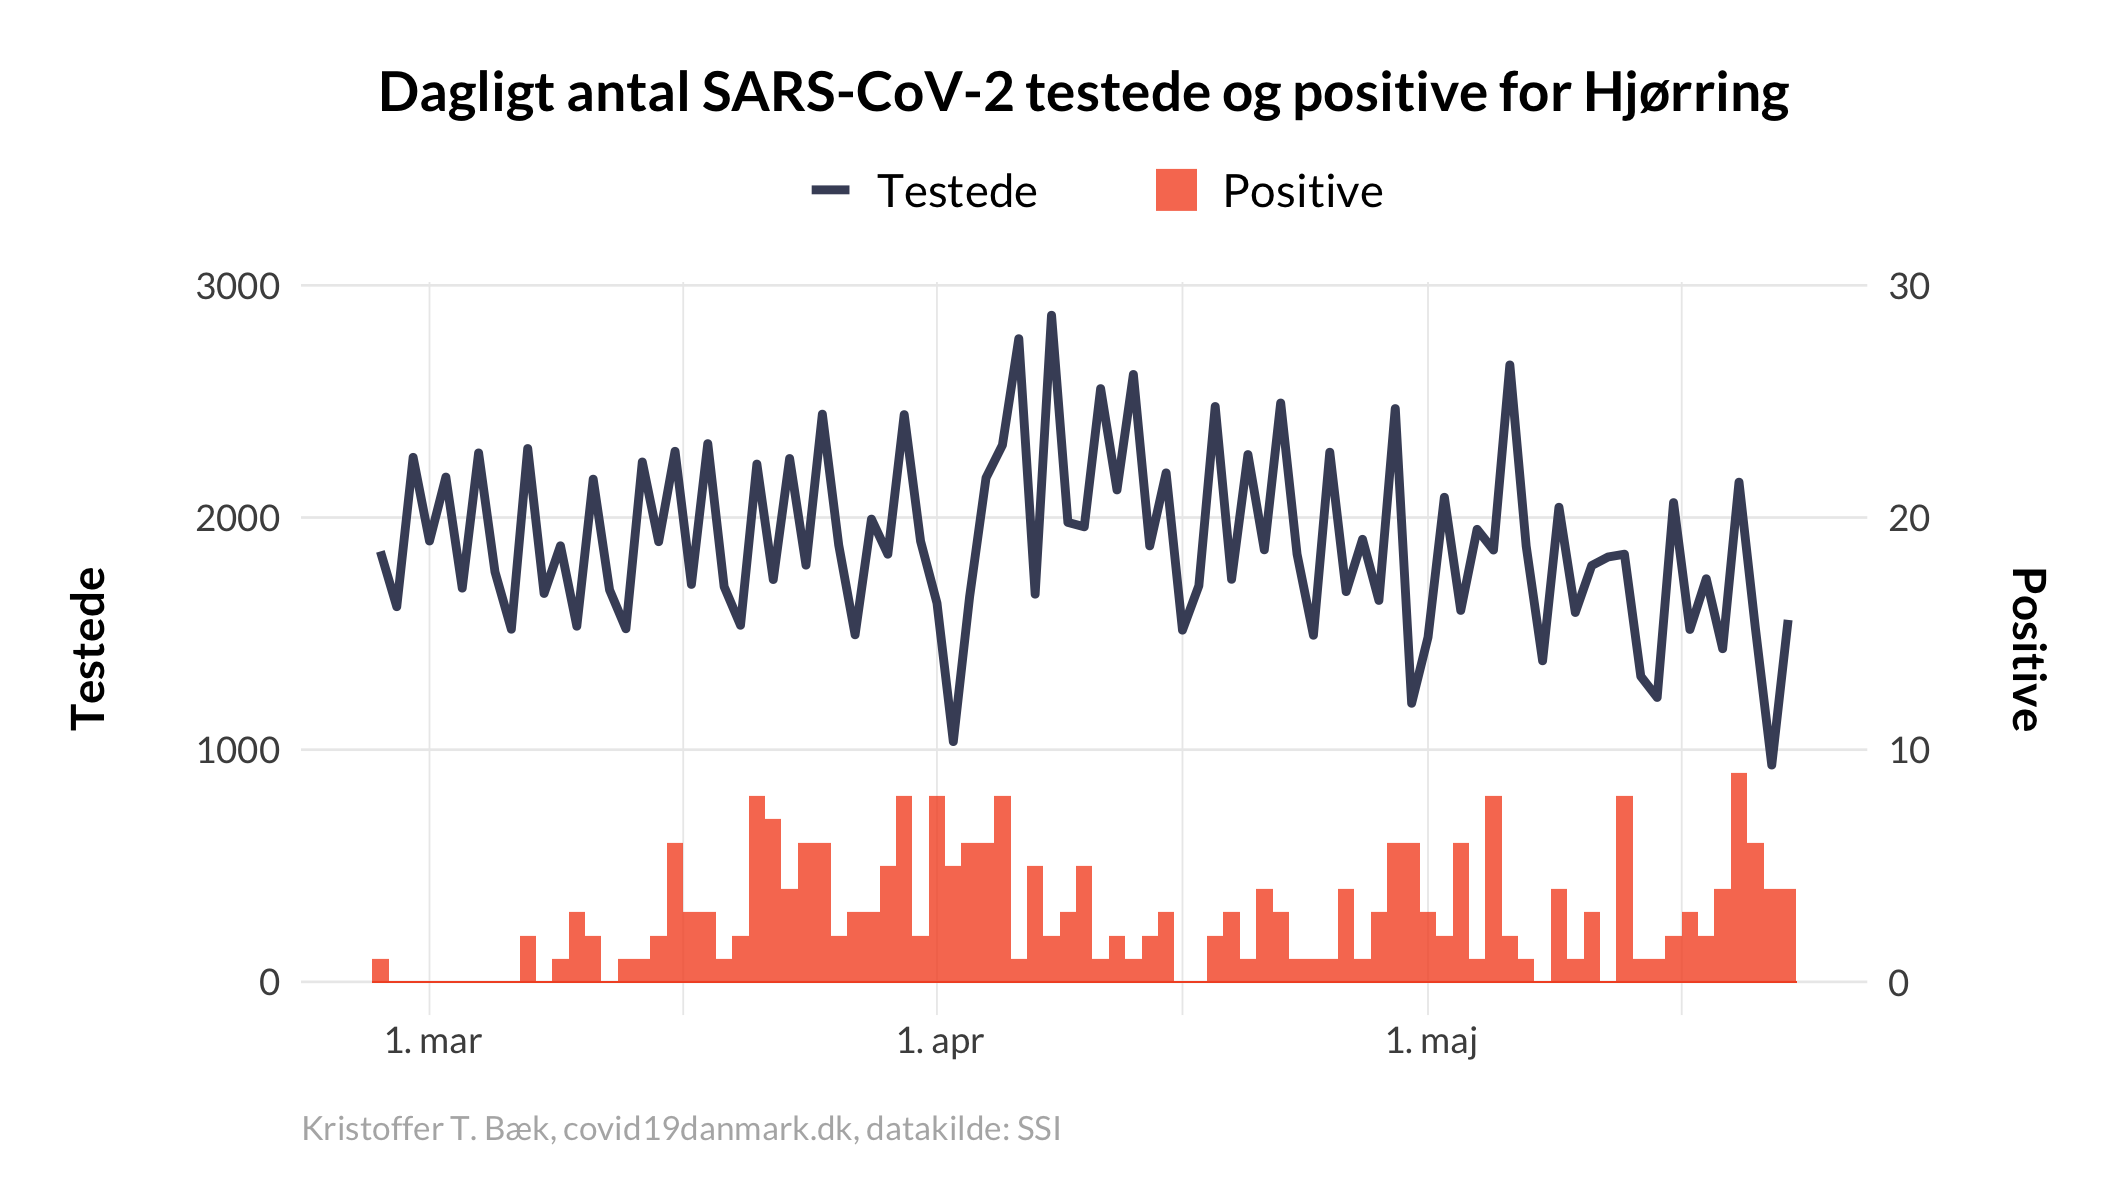 Dagligt antal SARS-CoV-2 testede og positive for Hjørring
Testede Positive
3000 30
2000 20
1000 10
0 0
Testede
Positive
1. mar 1. apr 1. maj
Kristoffer T. Bæk, covid19danmark.dk, datakilde: SSI